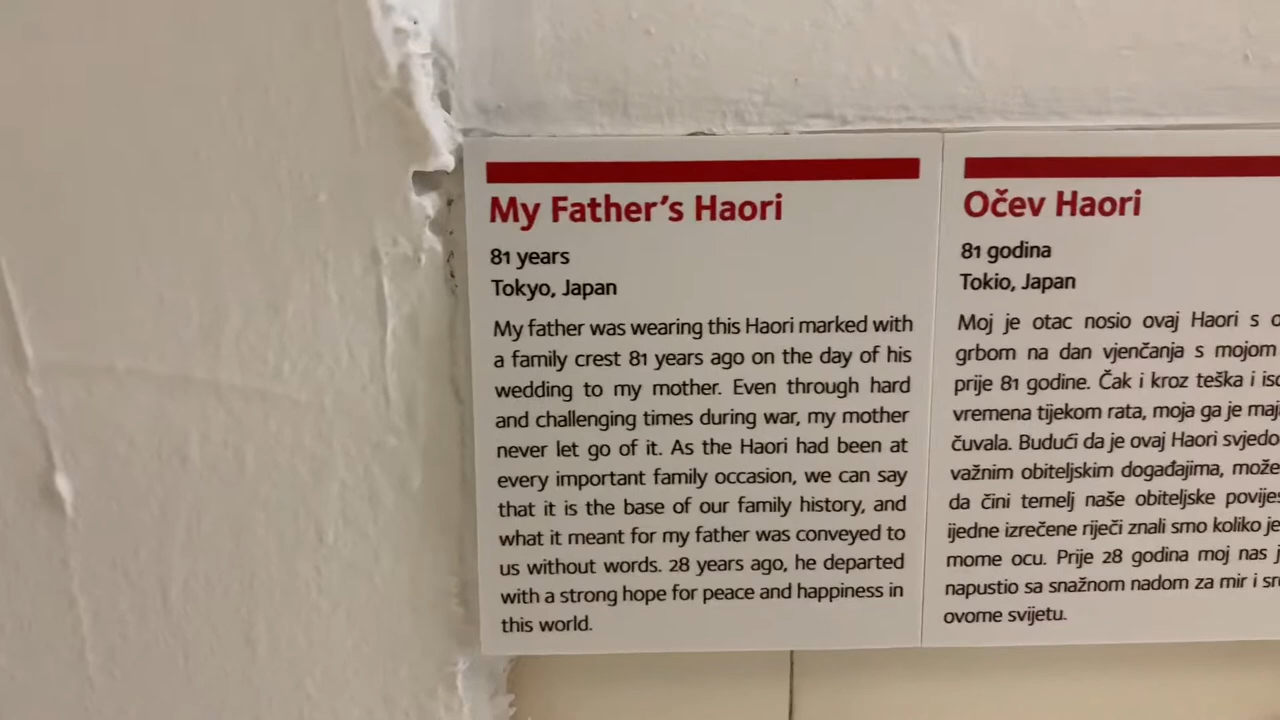 My Father's Haori
81 years
Tokyo, Japan
My father was wearing this Haori marked with
a family crest 81 years ago on the day of his
wedding to my mother. Even through hard
and challenging times during war, my mother
never let go of it. As the Haori had been at
every important family occasion, we can say
that it is the base of our family history, and
what it meant for my father was conveyed to
us without words. 28 years ago, he departed
with a strong hope for peace and happiness in
this world.
Očev Haori
81 godina
Tokio, Japan
Moj je otac nosio ovaj Haori s
grbom na dan vjenčanja s mojom
prije 81 godine. Čak i kroz teška i
vremena tijekom rata, moja ga je
čuvala. Budući da je ovaj Haori
važnim obiteljskim događajima,
da čini temelj naše obiteljske
ijedne izrečene riječi znali smo koliko je
mome ocu. Prije 28 godina moj nas
napustio sa snažnom nadom za mir i
ovome svijetu.